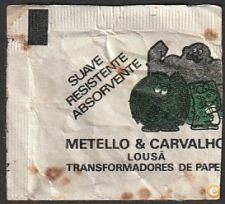 SUAVE
RESISTENTE
ABSORVENTE
METELLO & CARVALHO
LOUSÃ
TRANSFORMADORES DE PAPE